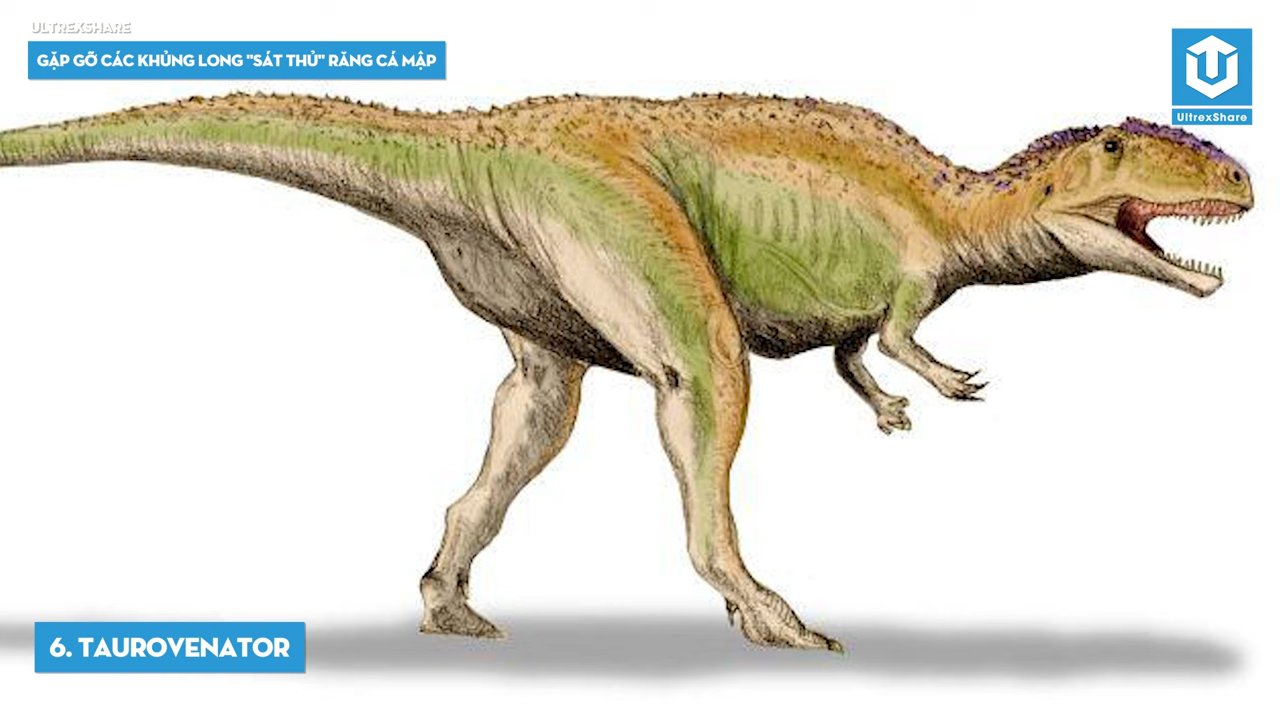 ULTREXSHARE
GẶP GỠ CÁC KHỦNG LONG "SÁT THỦ" RĂNG CÁ MẬP
UltrexShare
6. TAUROVENATOR